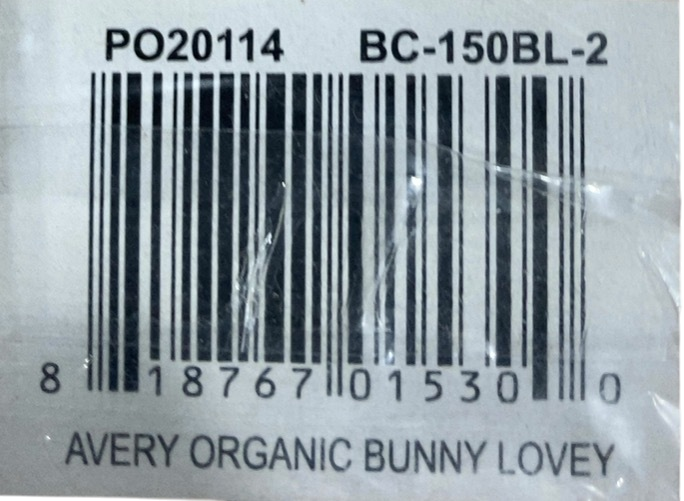 PO20114 BC-150BL-2
8 18767 01530 0
AVERY ORGANIC BUNNY LOVEY